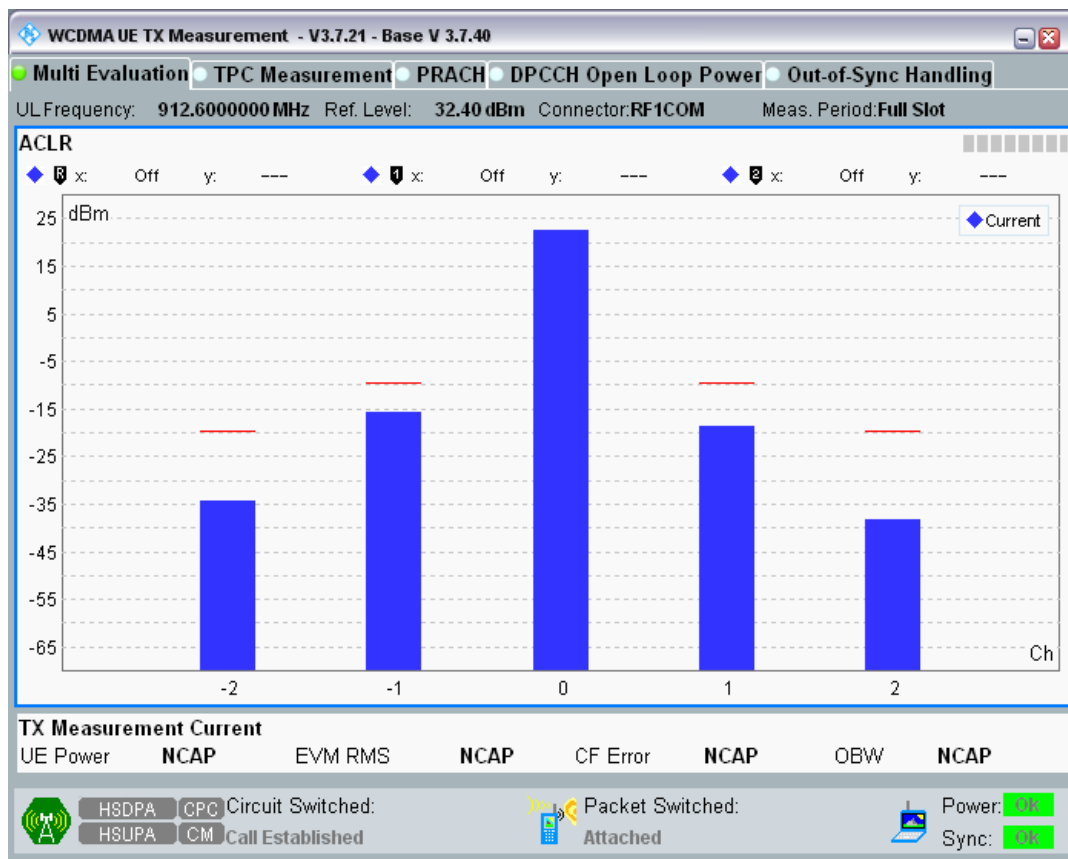 WCDMA UE TX Measurement - V3.7.21 - Base V 3.7.40
Multi Evaluation TPC Measurement PRACH DPCCH Open Loop Power Out-of-Sync Handling
UL Frequency: 912.6000000 MHz Ref. Level: 32.40 dBm Connector:RF1COM Meas. Period:Full Slot
ACLR
R x: Off y: --- 1 x: Off y: --- 2 x: Off y: ---
25 dBm Current
15
5
-5
-15
-25
-35
-45
-55
-65 Ch
-2 -1 0 1 2
TX Measurement Current
UE Power NCAP EVM RMS NCAP CF Error NCAP OBW NCAP
HSDPA CPC Circuit Switched: Packet Switched: Power: OK
HSUPA CM Call Established Attached Sync: OK